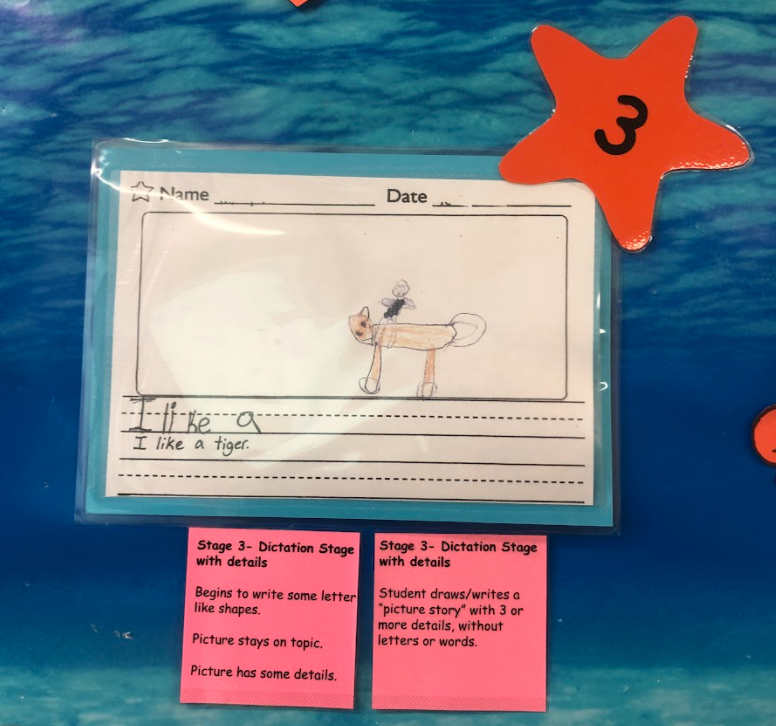 3
Name Date
I like a
I like a tiger.
Stage 3- Dictation Stage
with details
Begins to write some letter
like shapes.
Picture stays on topic.
Picture has some details.
Stage 3- Dictation Stage
with details
Student draws/writes a
"picture story" with 3 or
more details, without
letters or words.